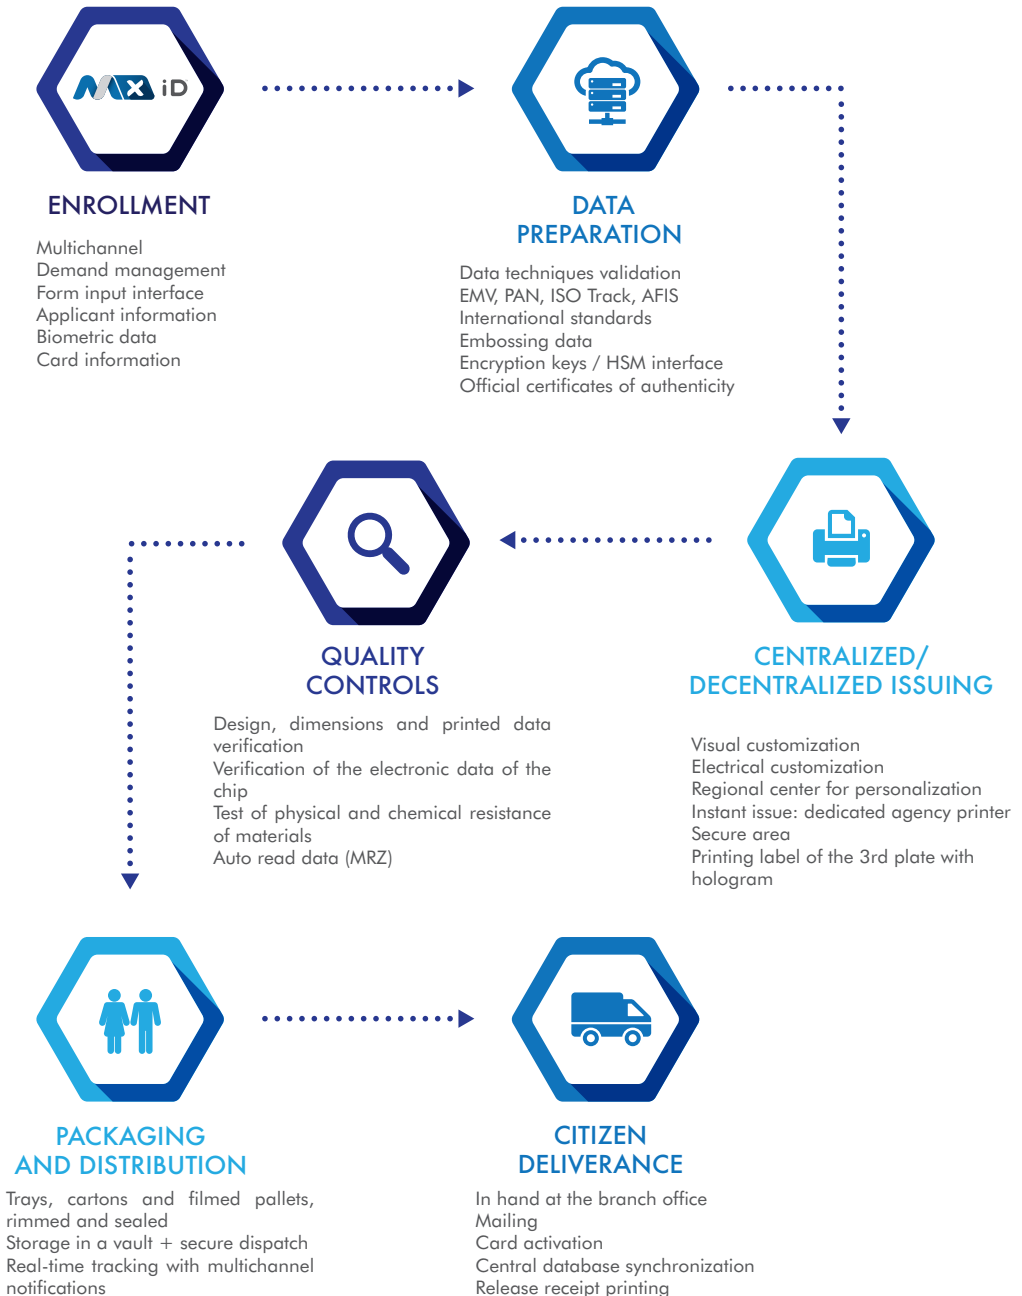 MX iD
ENROLLMENT
Multichannel
Demand management
Form input interface
Applicant information
Biometric data
Card information
DATA
PREPARATION
Data techniques validation
EMV, PAN, ISO Track, AFIS
International standards
Embossing data
Encryption keys / HSM interface
Official certificates of authenticity
CENTRALIZED/
DECENTRALIZED ISSUING
Visual customization
Electrical customization
Regional center for personalization
Instant issue: dedicated agency printer
Secure area
Printing label of the 3rd plate with
hologram
QUALITY
CONTROLS
Design, dimensions and printed data
verification
Verification of the electronic data of the
chip
Test of physical and chemical resistance
of materials
Auto read data (MRZ)
PACKAGING
AND DISTRIBUTION
Trays, cartons and filmed pallets,
rimmed and sealed
Storage in a vault + secure dispatch
Real-time tracking with multichannel
notifications
CITIZEN
DELIVERANCE
In hand at the branch office
Mailing
Card activation
Central database synchronization
Release receipt printing